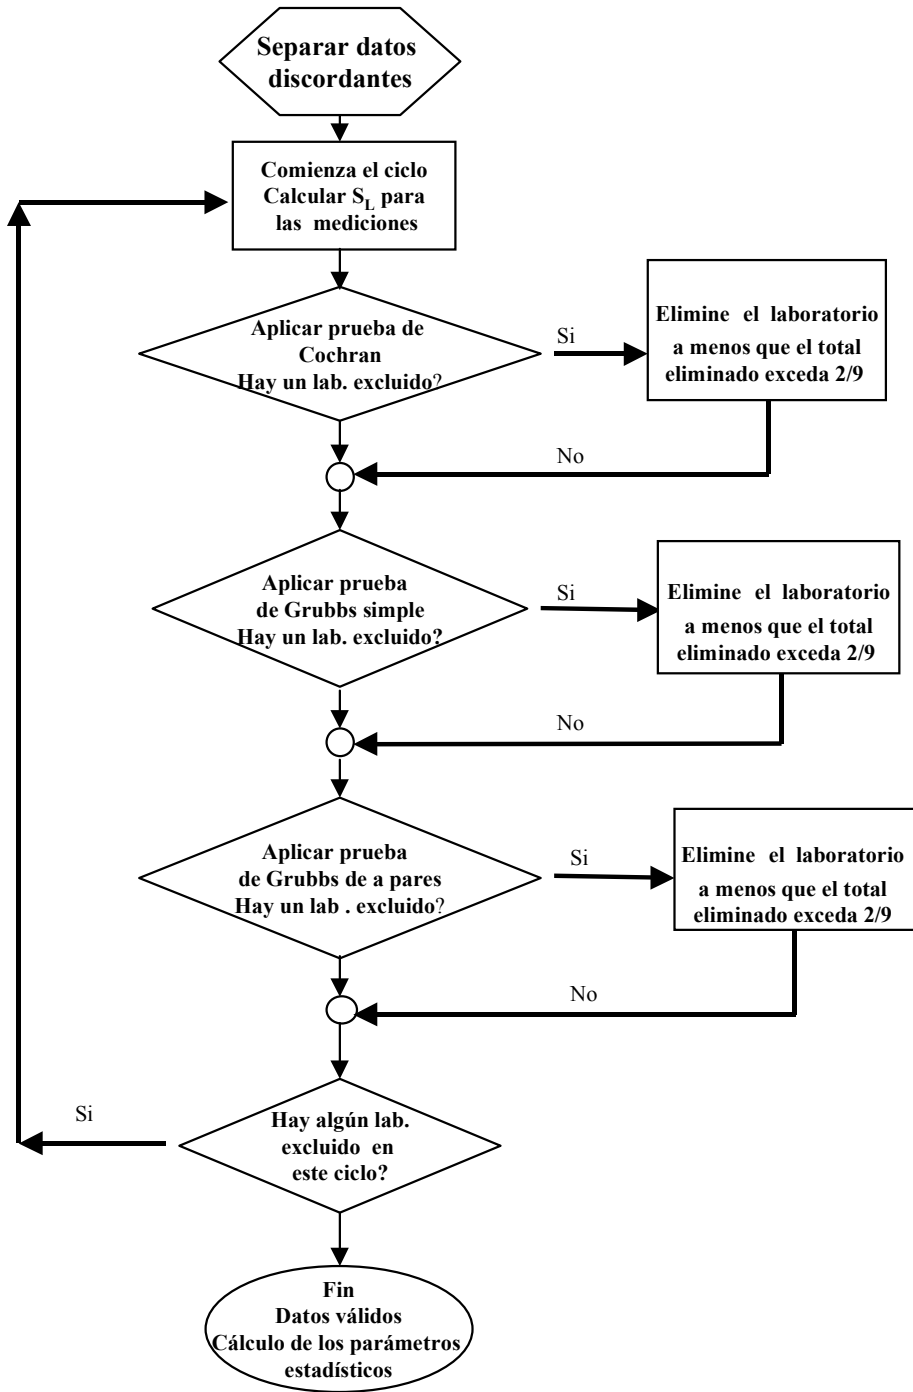 Separar datos
discordantes
Comienza el ciclo
Calcular S_L para
las mediciones
Aplicar prueba de
Cochran
Hay un lab. excluido?
Si
Elimine el laboratorio
a menos que el total
eliminado exceda 2/9
No
Aplicar prueba
de Grubbs simple
Hay un lab. excluido?
Si
Elimine el laboratorio
a menos que el total
eliminado exceda 2/9
No
Aplicar prueba
de Grubbs de a pares
Hay un lab . excluido?
Si
Elimine el laboratorio
a menos que el total
eliminado exceda 2/9
No
Si
Hay algún lab.
excluido en
este ciclo?
Fin
Datos válidos
Cálculo de los parámetros
estadísticos